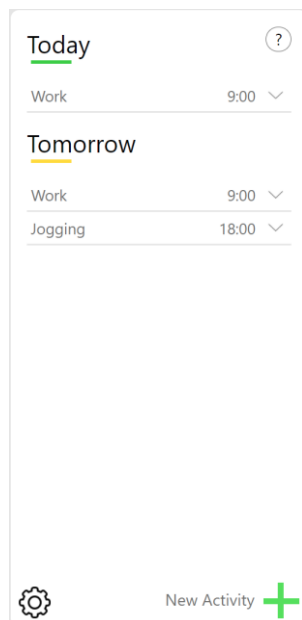 Today ?
Work 9:00
Tomorrow
Work 9:00
Jogging 18:00
New Activity